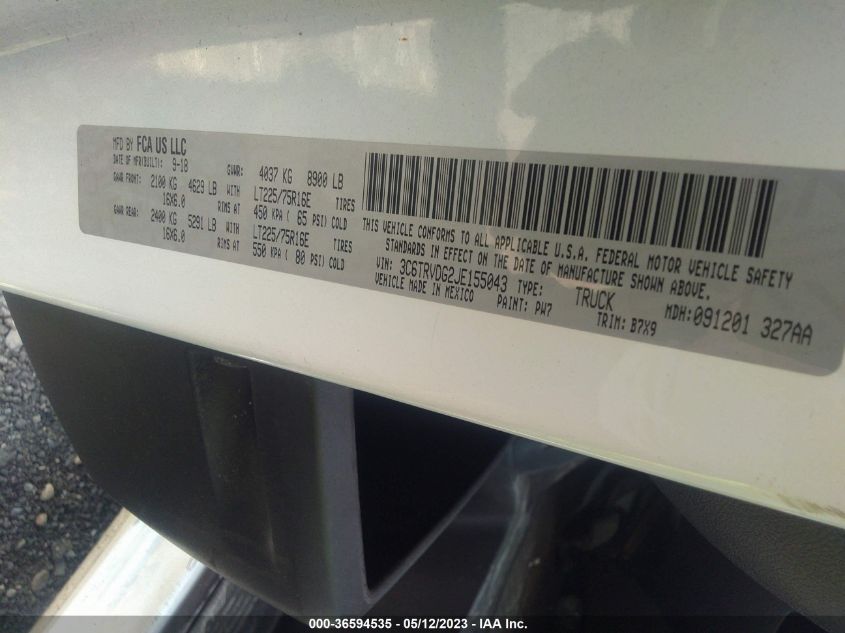 MFD BY FCA US LLC
DATE OF MFR(BUILT): 9-18 GVWR: 4037 KG 8900 LB
GAWR FRONT: 2100 KG 4629 LB WITH LT225/75R16E TIRES
16X6.0 RIMS AT 450 KPA ( 65 PSI) COLD
GAWR REAR: 2400 KG 5291 LB WITH LT225/75R16E TIRES
16X6.0 RIMS AT 550 KPA ( 80 PSI) COLD
THIS VEHICLE CONFORMS TO ALL APPLICABLE U.S.A. FEDERAL MOTOR VEHICLE SAFETY
STANDARDS IN EFFECT ON THE DATE OF MANUFACTURE SHOWN ABOVE.
VIN: 3C6TRVDG2JE155043 TYPE: TRUCK MDH:091201 327AA
VEHICLE MADE IN MEXICO PAINT: PW7 TRIM: B7X9
000-36594535 - 05/12/2023 - IAA Inc.